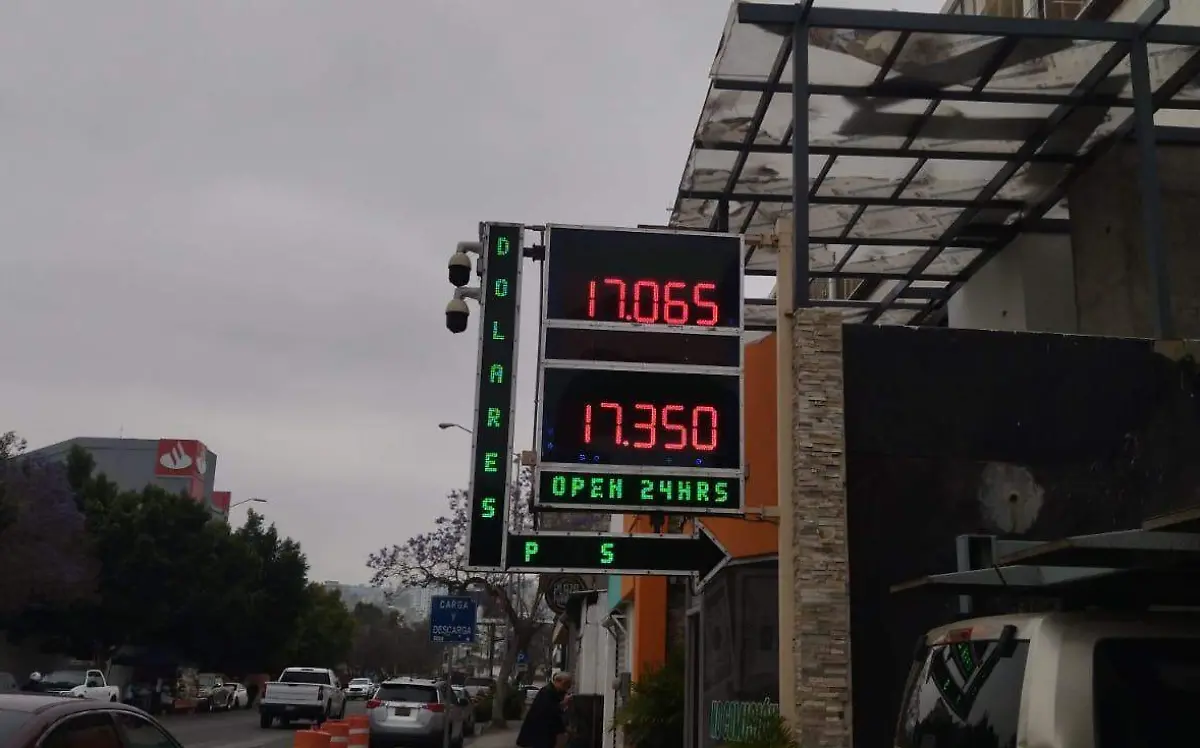 DOLARES
17.065
17.350
OPEN 24HRS
P S
CARGA
Y
DESCARGA